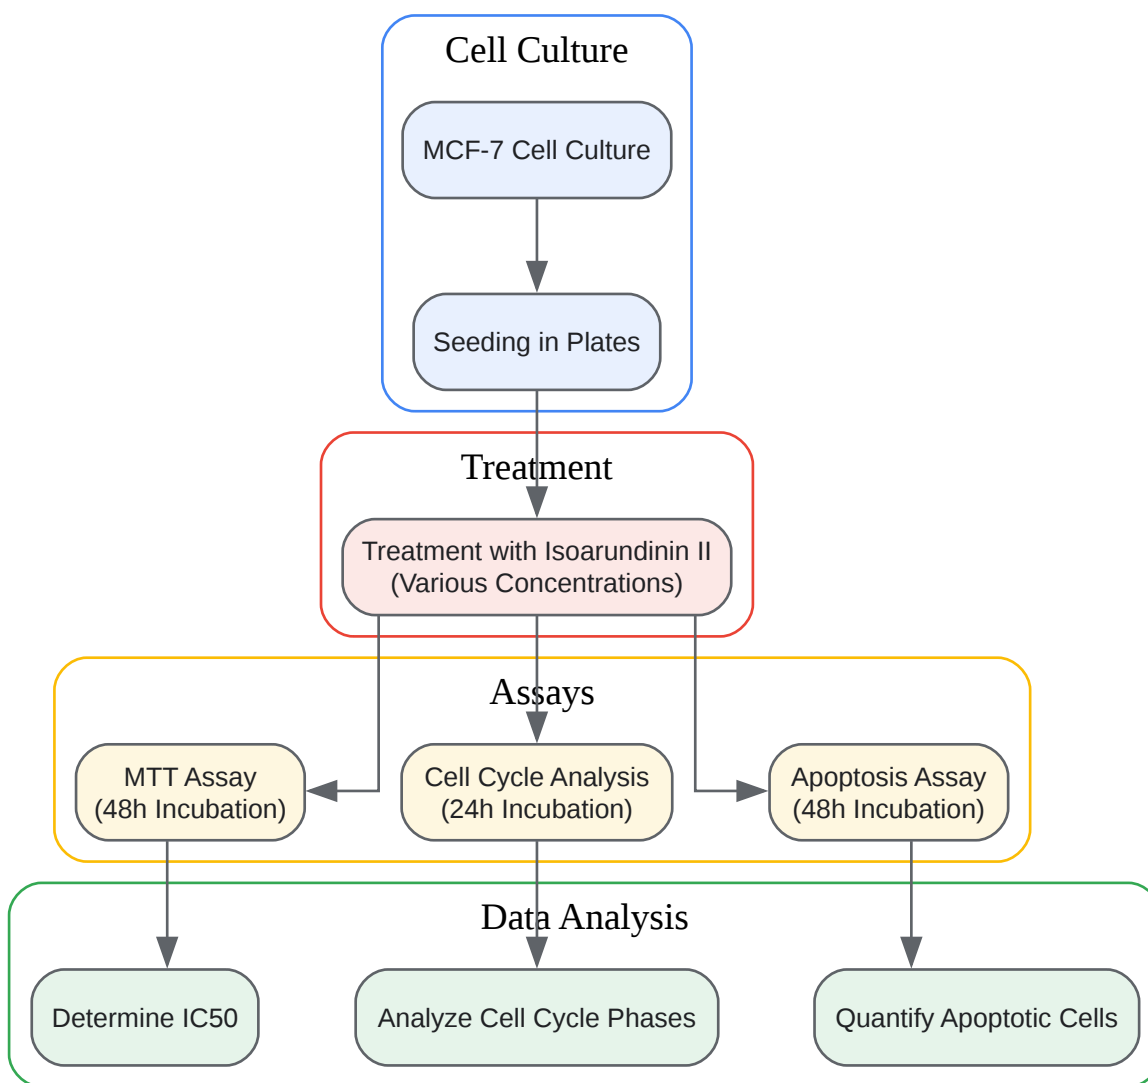 Cell Culture
MCF-7 Cell Culture
Seeding in Plates
Treatment
Treatment with Isoarundinin II
(Various Concentrations)
Assays
MTT Assay
(48h Incubation)
Cell Cycle Analysis
(24h Incubation)
Apoptosis Assay
(48h Incubation)
Data Analysis
Determine IC50
Analyze Cell Cycle Phases
Quantify Apoptotic Cells